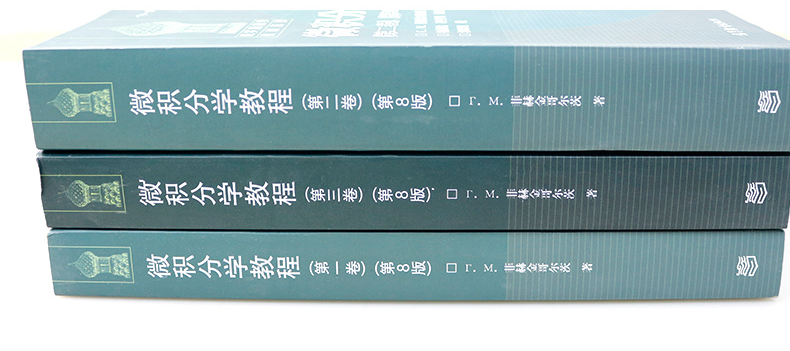 微积分学教程 (第二卷) (第8版) □ Г. М. 菲赫金哥尔茨 著
微积分学教程 (第三卷) (第8版) □ Г. М. 菲赫金哥尔茨 著
微积分学教程 (第一卷) (第8版) □ Г. М. 菲赫金哥尔茨 著